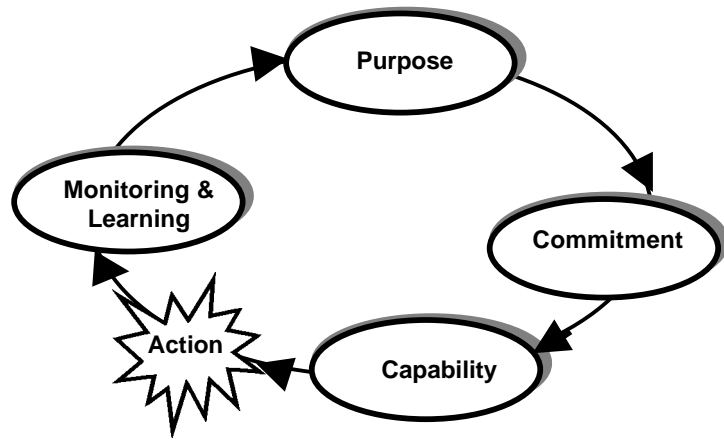 Purpose
Commitment
Capability
Action
Monitoring &
Learning